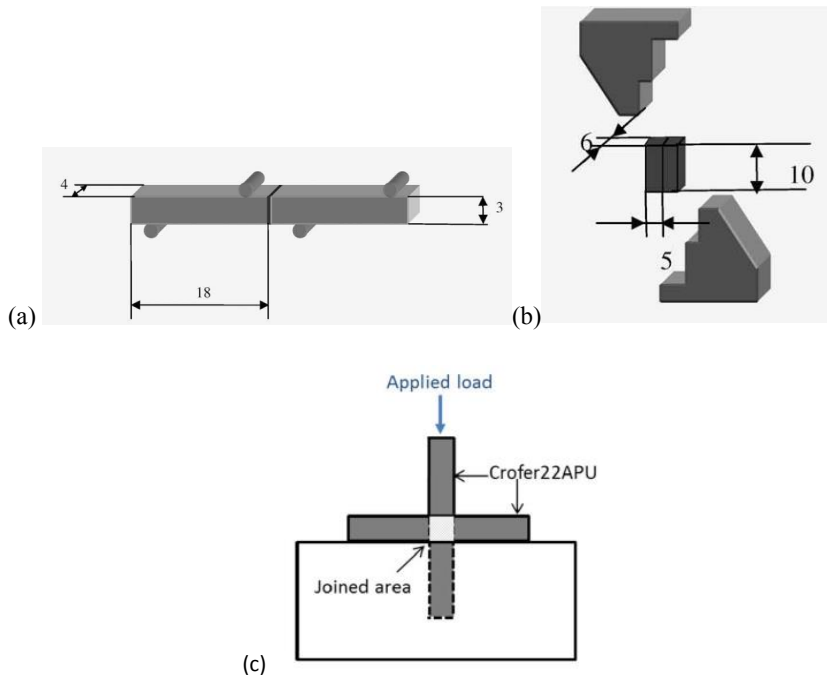 4
3
18
(a)
6
10
5
(b)
Applied load
Crofer22APU
Joined area
(c)